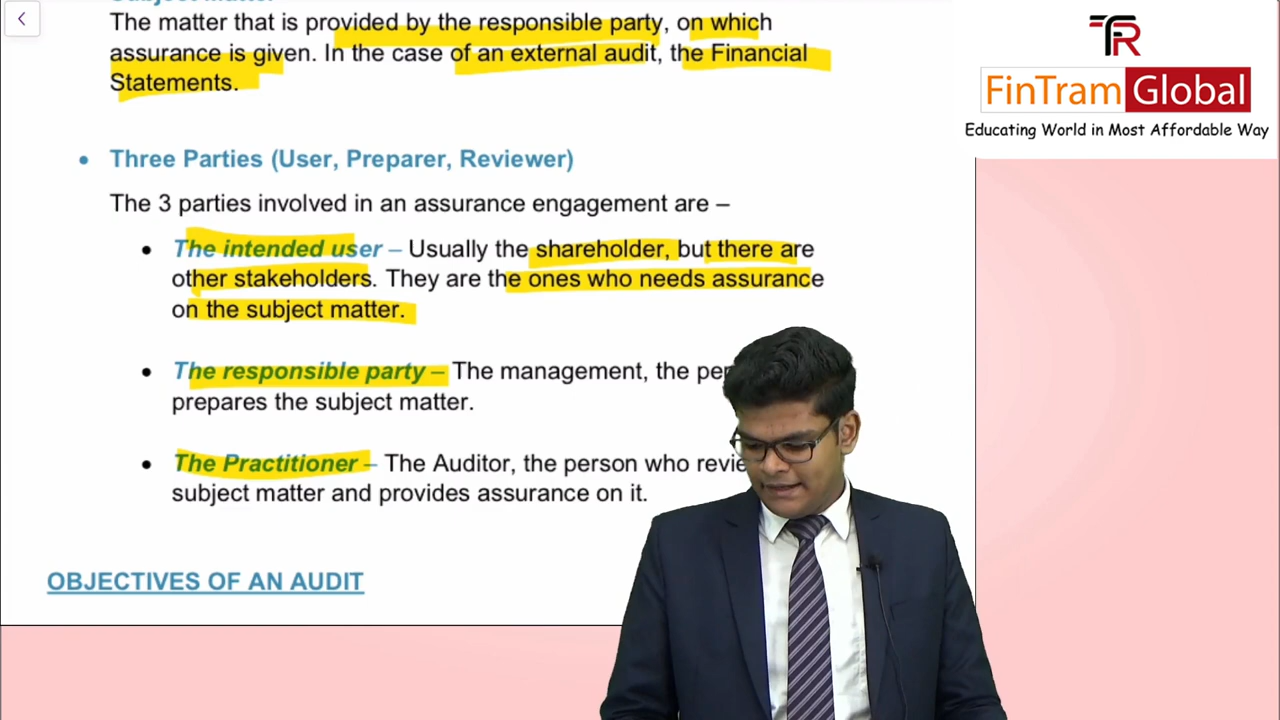 Subject Matter
The matter that is provided by the responsible party, on which
assurance is given. In the case of an external audit, the Financial
Statements.
• Three Parties (User, Preparer, Reviewer)
The 3 parties involved in an assurance engagement are –
• The intended user – Usually the shareholder, but there are
other stakeholders. They are the ones who needs assurance
on the subject matter.
• The responsible party – The management, the
prepares the subject matter.
• The Practitioner – The Auditor, the person who
subject matter and provides assurance on it.
OBJECTIVES OF AN AUDIT
FR
FinTram Global
Educating World in Most Affordable Way